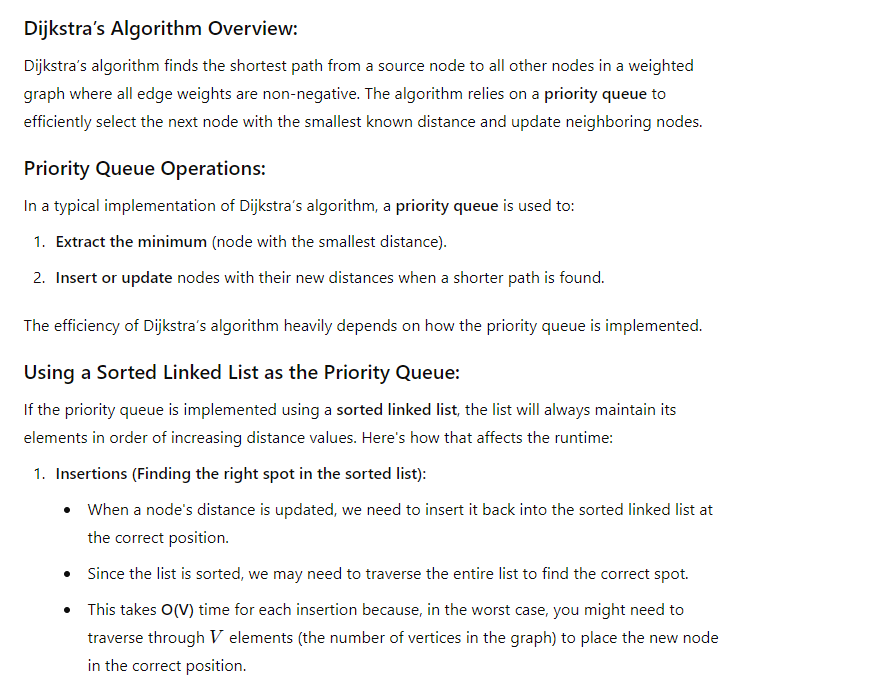 Dijkstra's Algorithm Overview:
Dijkstra's algorithm finds the shortest path from a source node to all other nodes in a weighted
graph where all edge weights are non-negative. The algorithm relies on a priority queue to
efficiently select the next node with the smallest known distance and update neighboring nodes.
Priority Queue Operations:
In a typical implementation of Dijkstra's algorithm, a priority queue is used to:
1. Extract the minimum (node with the smallest distance).
2. Insert or update nodes with their new distances when a shorter path is found.
The efficiency of Dijkstra's algorithm heavily depends on how the priority queue is implemented.
Using a Sorted Linked List as the Priority Queue:
If the priority queue is implemented using a sorted linked list, the list will always maintain its
elements in order of increasing distance values. Here's how that affects the runtime:
1. Insertions (Finding the right spot in the sorted list):
• When a node's distance is updated, we need to insert it back into the sorted linked list at
the correct position.
• Since the list is sorted, we may need to traverse the entire list to find the correct spot.
• This takes O(V) time for each insertion because, in the worst case, you might need to
traverse through V elements (the number of vertices in the graph) to place the new node
in the correct position.